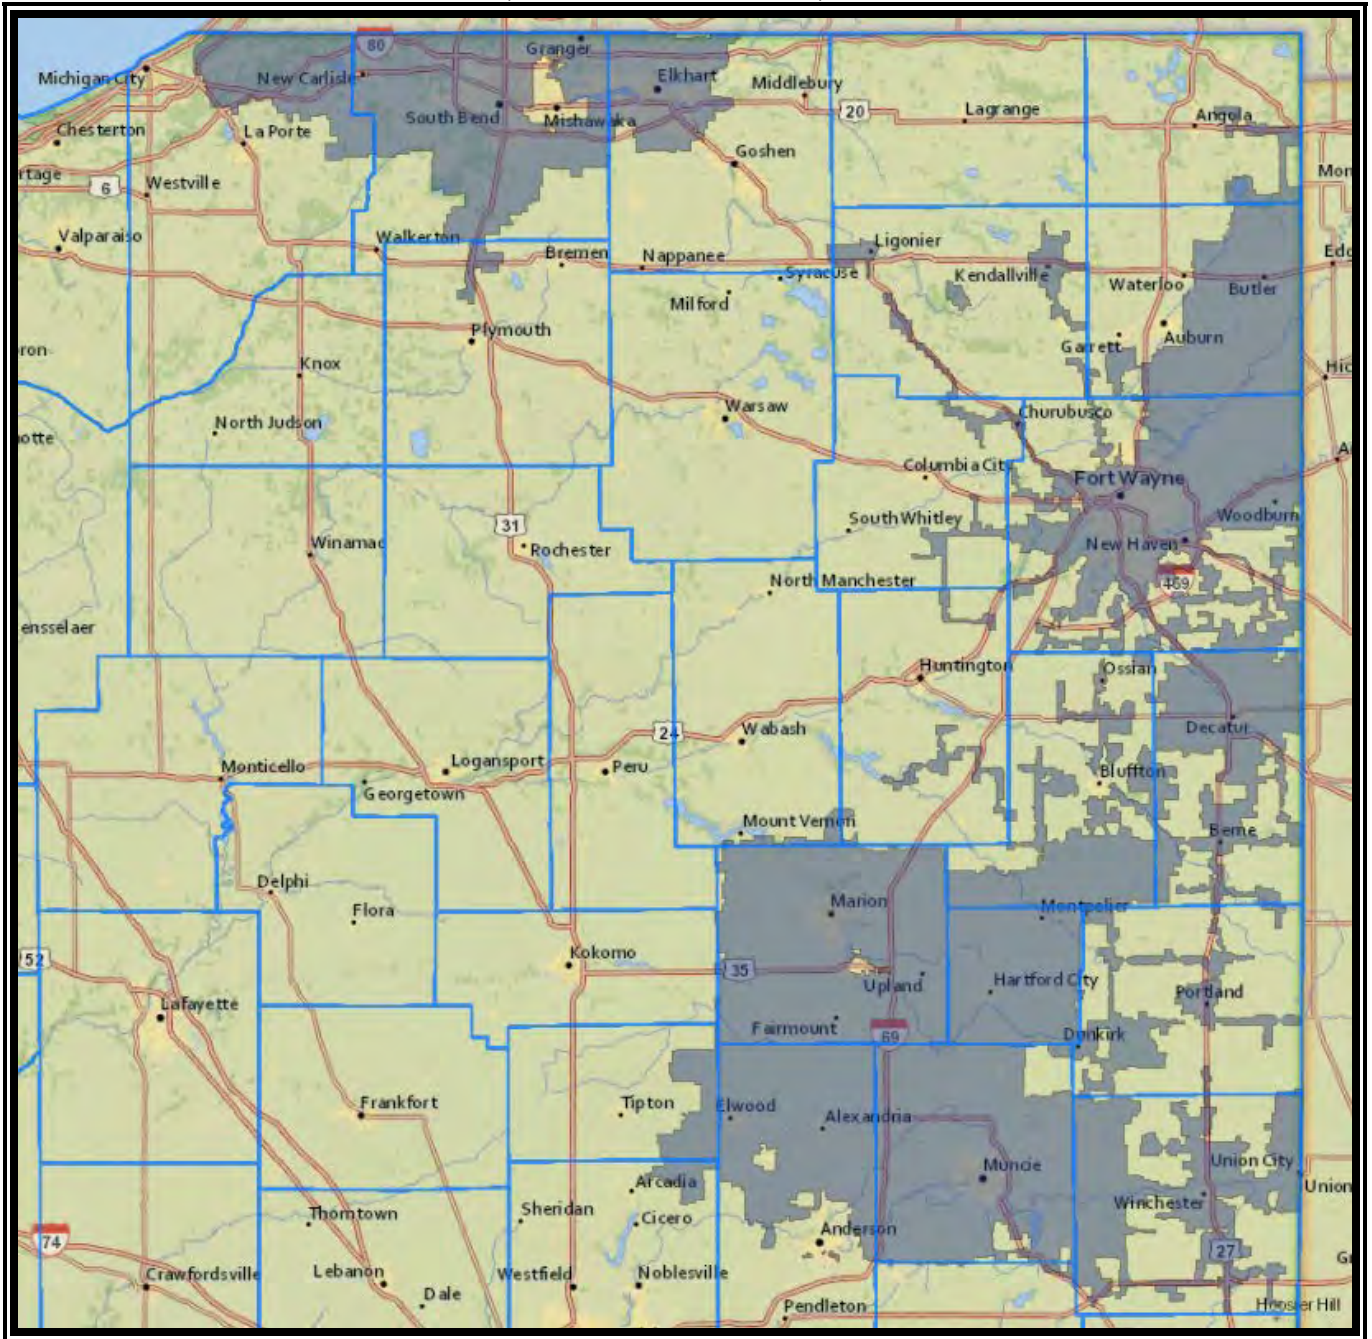 80
Granger
Michigan City
New Carlisle
Elkhart
Middlebury
20
Lagrange
Angola
South Bend
Mishawaka
Chesterton
La Porte
Goshen
rtage
6
Westville
Mon
Valparaiso
Walkerton
Bremen
Nappanee
Ligonier
Syracuse
Kendallville
Waterloo
Butler
Milford
Plymouth
Garrett
Auburn
Knox
Hic
Warsaw
Churubusco
North Judson
Columbia City
Fort Wayne
South Whitley
Woodburn
31
Winamac
Rochester
New Haven
469
North Manchester
ensselaer
Huntington
Ossian
24
Wabash
Decatur
Monticello
Logansport
Peru
Georgetown
Bluffton
Mount Vernon
Berne
Delphi
Flora
Marion
Montpelier
52
Kokomo
35
Upland
Hartford City
Portland
Lafayette
Fairmount
69
Dunkirk
Frankfort
Tipton
Elwood
Alexandria
Muncie
Union City
Union
Arcadia
Winchester
Thorntown
Sheridan
Cicero
Anderson
74
27
Crawfordsville
Lebanon
Westfield
Noblesville
Dale
Pendleton
Hoosier Hill